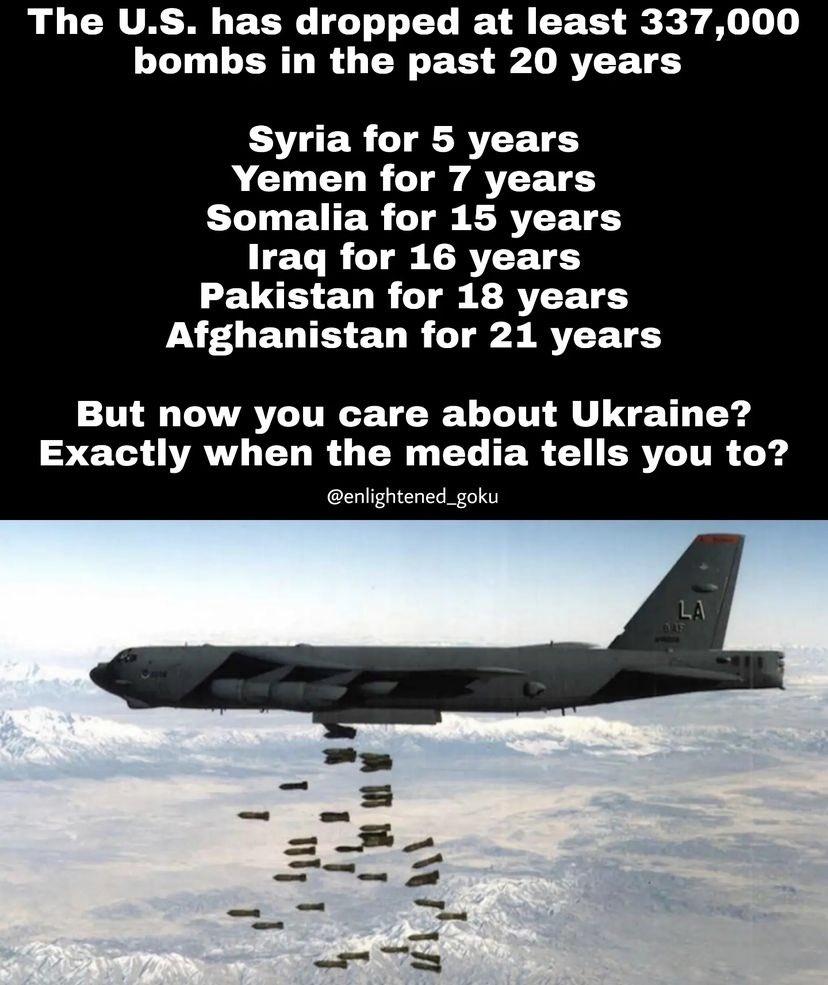 The U.S. has dropped at least 337,000
bombs in the past 20 years
Syria for 5 years
Yemen for 7 years
Somalia for 15 years
Iraq for 16 years
Pakistan for 18 years
Afghanistan for 21 years
But now you care about Ukraine?
Exactly when the media tells you to?
@enlightened_goku
LA